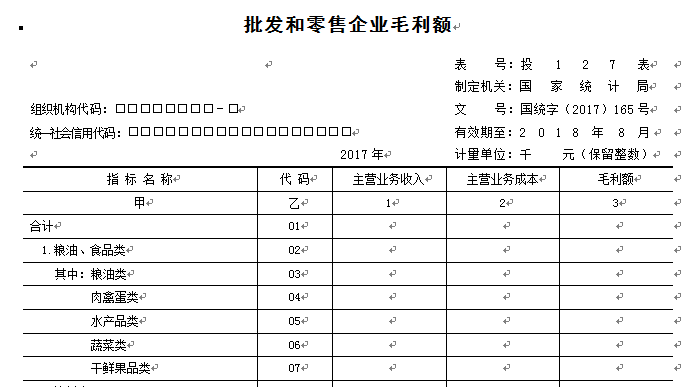 批发和零售企业毛利额
表 号：投 1 2 7 表
制定机关：国 家 统 计 局
组织机构代码：□□□□□□□□-□ 文 号：国统字（2017）165号
统一社会信用代码：□□□□□□□□□□□□□□□□□□ 有效期至：2 0 1 8 年 8 月
2017 年 计量单位：千 元（保留整数）
指 标 名 称 代 码 主营业务收入 主营业务成本 毛利额
甲 乙 1 2 3
合计 01
1.粮油、食品类 02
其中：粮油类 03
肉禽蛋类 04
水产品类 05
蔬菜类 06
干鲜果品类 07